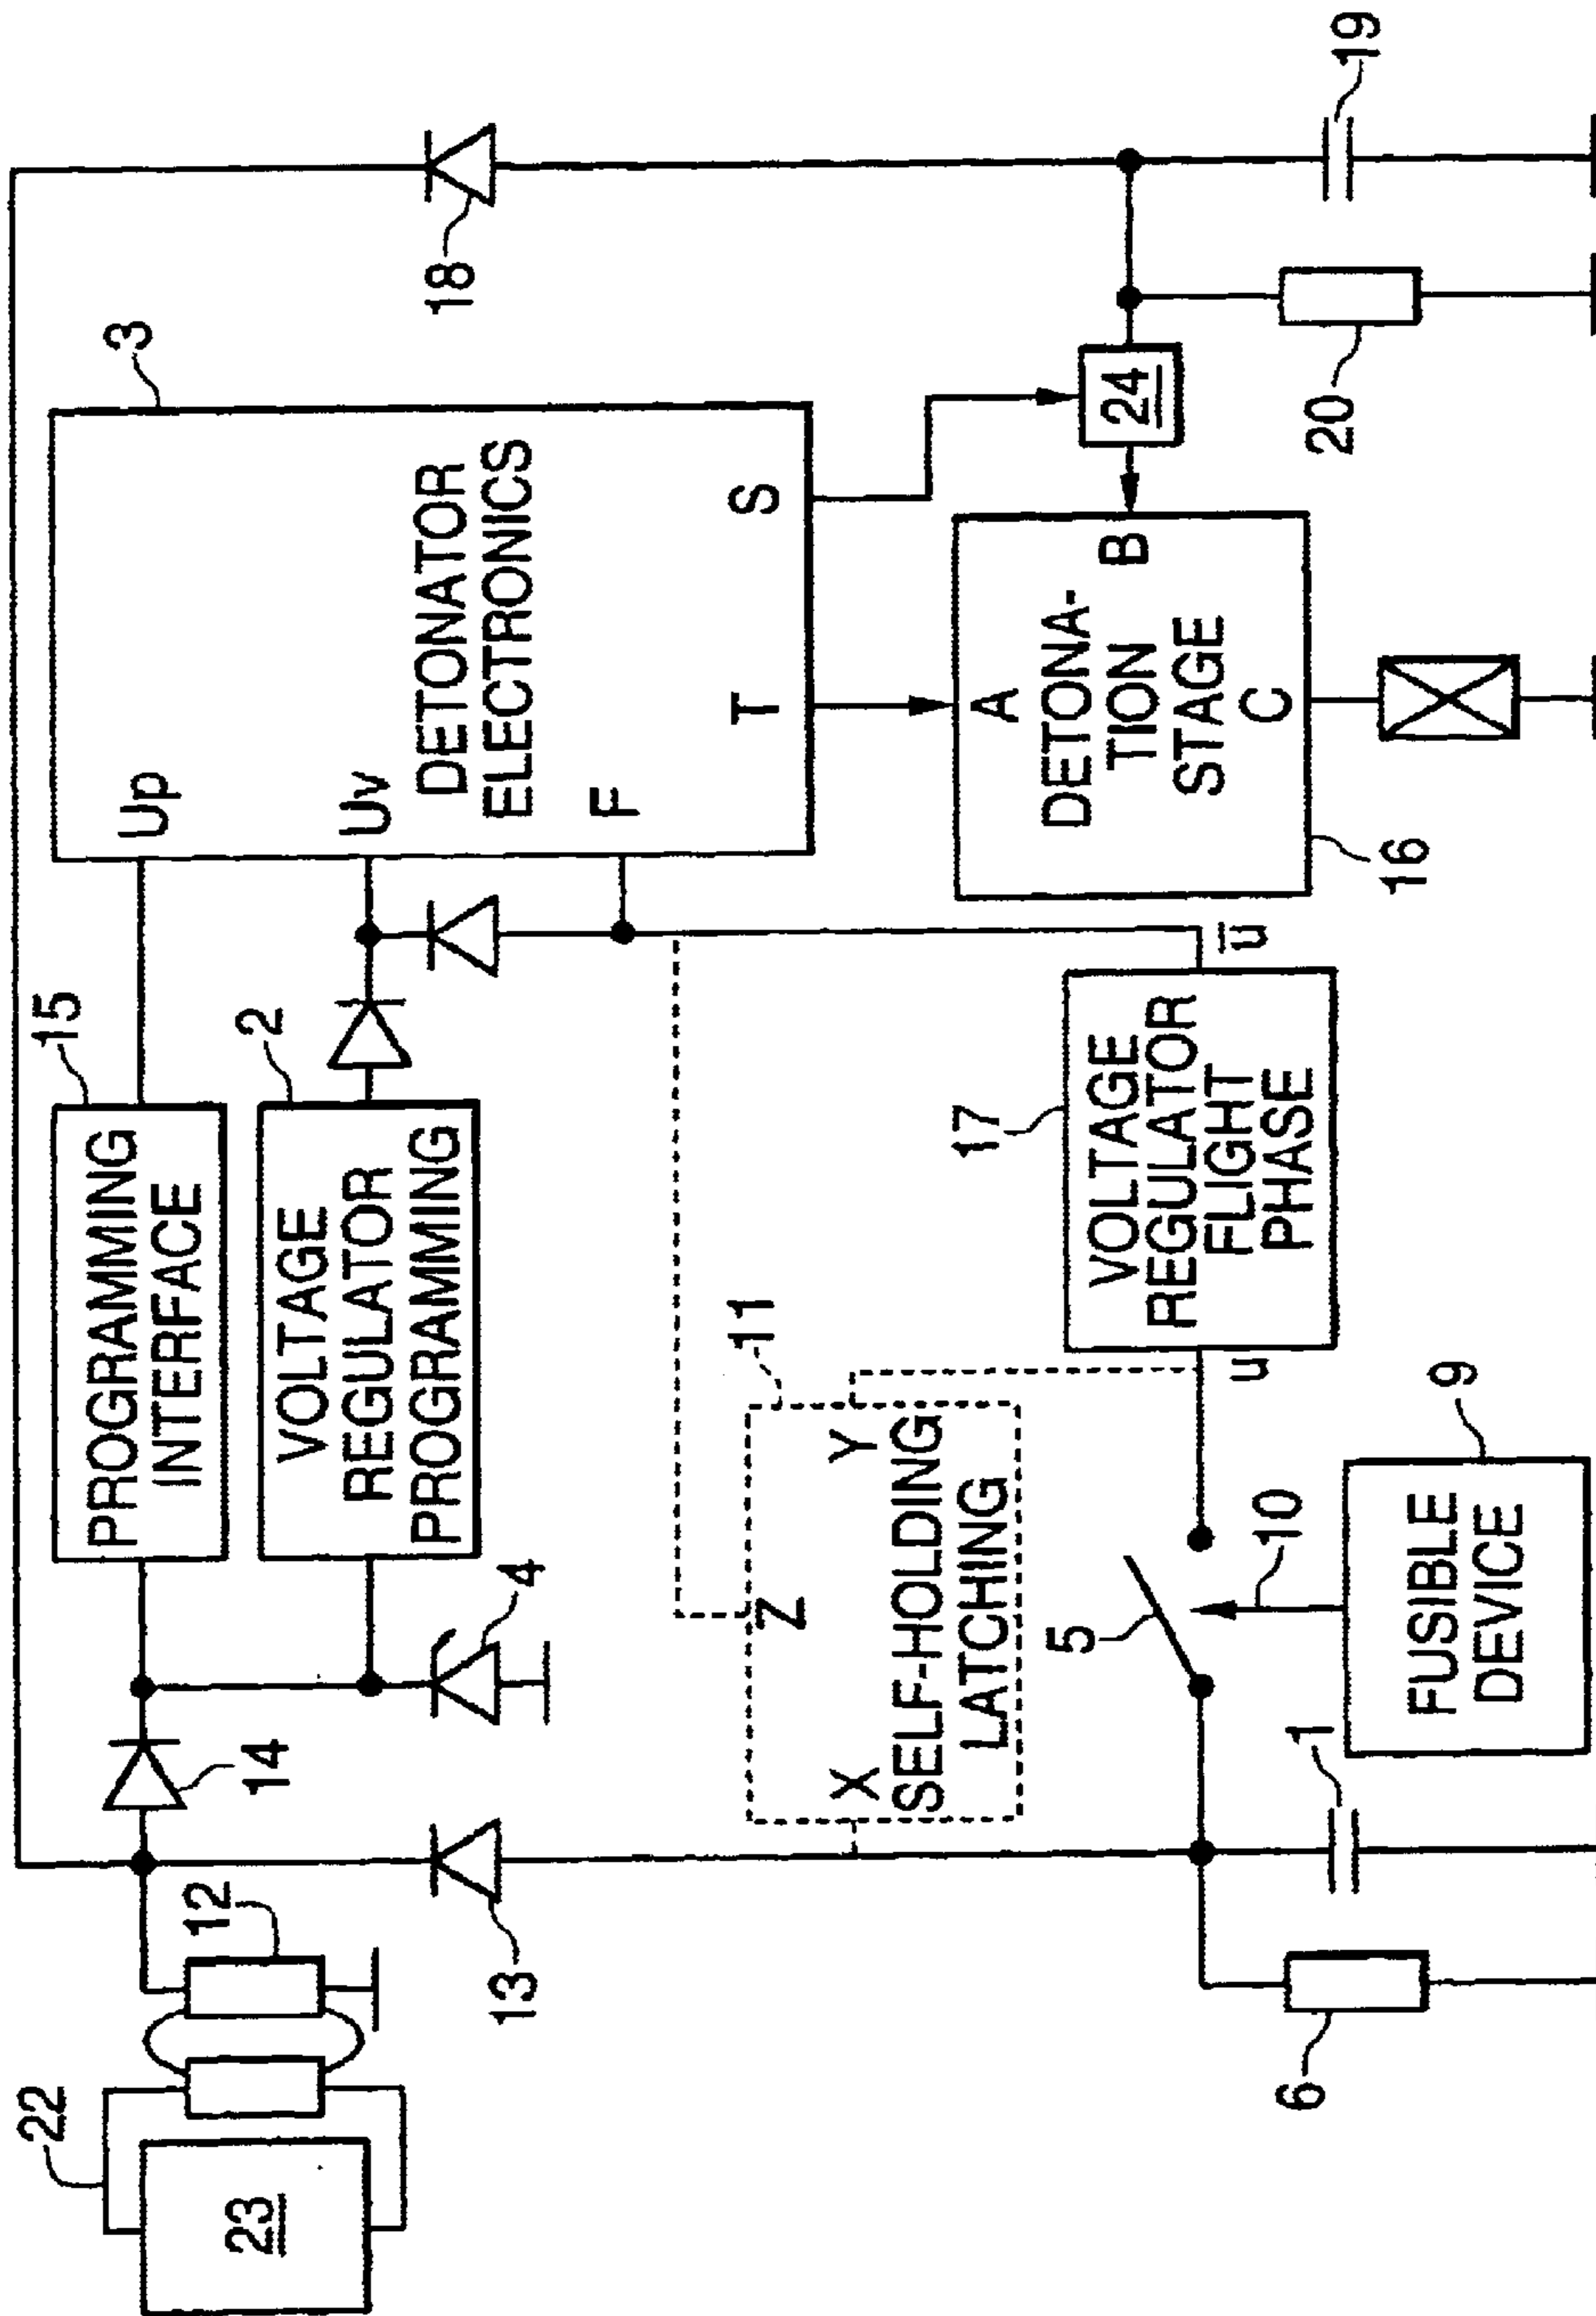 22
23
12
13
14
15
PROGRAMMING
INTERFACE
2
VOLTAGE
REGULATOR
PROGRAMMING
4
Up
Uv
F
3
DETONATOR
ELECTRONICS
T
S
18
11
Z
X
Y
SELF-HOLDING
LATCHING
5
10
FUSIBLE
DEVICE
9
1
6
u
17
VOLTAGE
REGULATOR
FLIGHT
PHASE
u̅
A
DETONA-
TION
STAGE
B
C
16
24
20
19